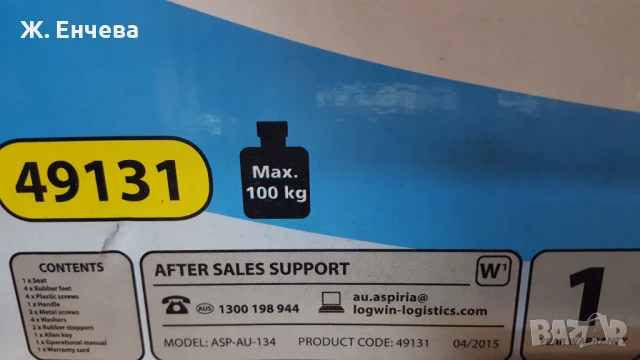 Ж. Енчева
49131
Max.
100 kg
CONTENTS
1 x Seat
4 x Rubber feet
4 x Plastic screws
1 x Handle
2 x Metal screws
4 x Washers
2 x Rubber stoppers
1 x Allen key
1 x Operational manual
1 x Warranty card
AFTER SALES SUPPORT
W1
AUS 1300 198 944
au.aspiria@
logwin-logistics.com
MODEL: ASP-AU-134 PRODUCT CODE: 49131 04/2015
1
BAZAR